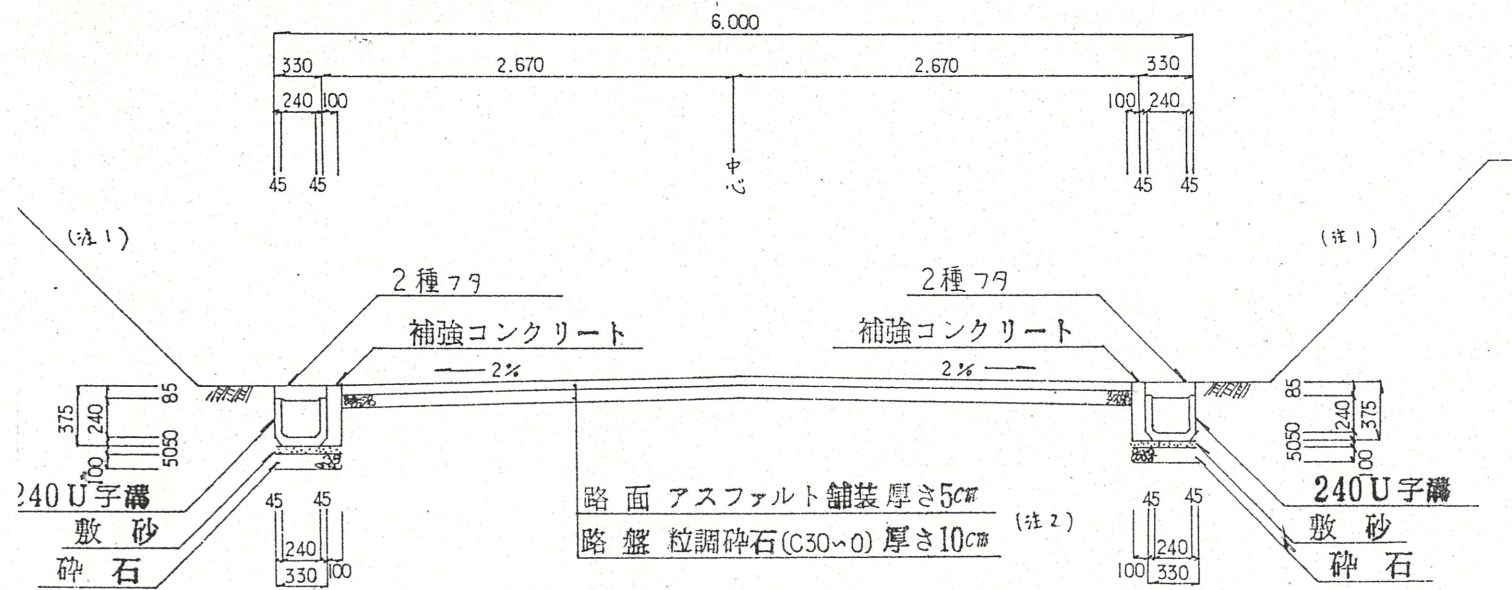 6.000
330 2.670 2.670 330
240 100 100 240
45 45 中心 45 45
(注1) (注1)
2種フタ 2種フタ
補強コンクリート 補強コンクリート
2% 2%
375 240 85 85 240 375
100 5050 5050 100
240U字溝 240U字溝
敷 砂 敷 砂
砕 石 砕 石
45 45 45 45
路 面 アスファルト舗装 厚さ5cm
路 盤 粒調砕石(C30~0) 厚さ10cm (注2)
240 100 100 240
330 330